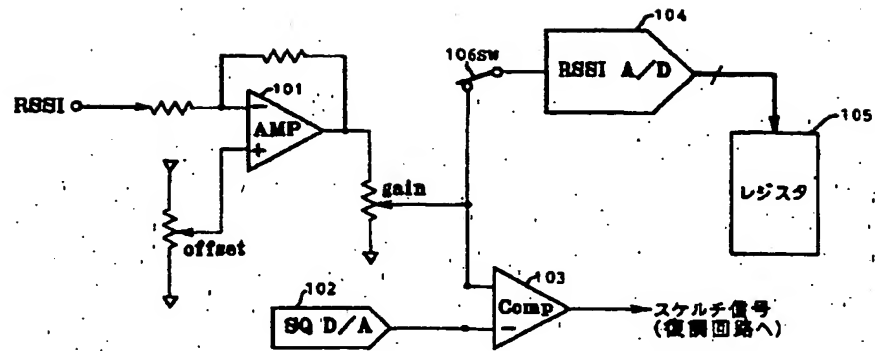 104
106SW
RSSI A/D
101
RSSI
AMP
105
レジスタ
gain
offset
102
103
Comp
SQ D/A
スケルチ信号
(復調回路へ)